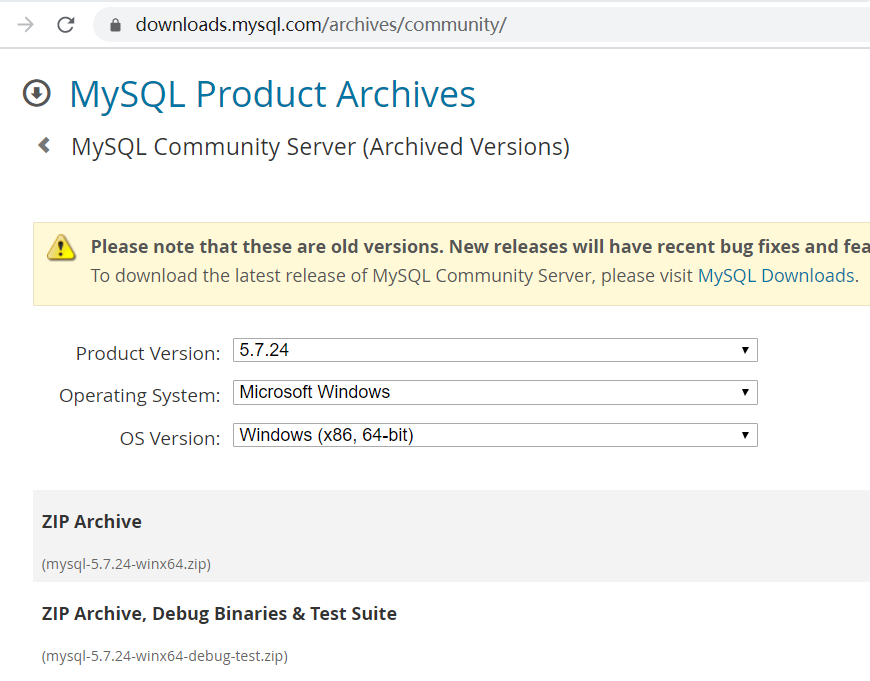 downloads.mysql.com/archives/community/
MySQL Product Archives
MySQL Community Server (Archived Versions)
Please note that these are old versions. New releases will have recent bug fixes and fea
To download the latest release of MySQL Community Server, please visit MySQL Downloads.
Product Version: 5.7.24
Operating System: Microsoft Windows
OS Version: Windows (x86, 64-bit)
ZIP Archive
(mysql-5.7.24-winx64.zip)
ZIP Archive, Debug Binaries & Test Suite
(mysql-5.7.24-winx64-debug-test.zip)